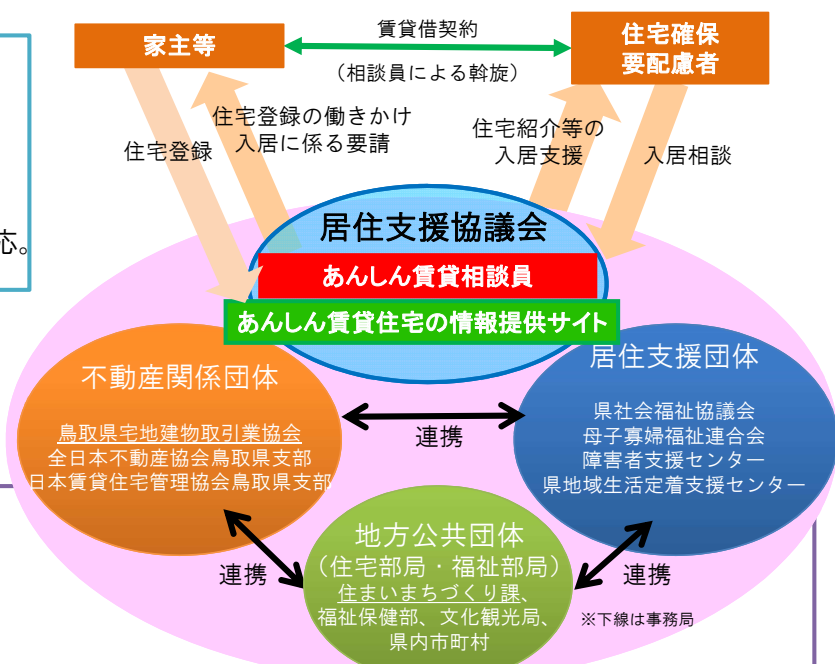 家主等
賃貸借契約
（相談員による斡旋）
住宅確保
要配慮者
住宅登録
住宅登録の働きかけ
入居に係る要請
住宅紹介等の
入居支援
入居相談
応。
居住支援協議会
あんしん賃貸相談員
あんしん賃貸住宅の情報提供サイト
不動産関係団体
鳥取県宅地建物取引業協会
全日本不動産協会鳥取県支部
日本賃貸住宅管理協会鳥取県支部
連携
居住支援団体
県社会福祉協議会
母子寡婦福祉連合会
障害者支援センター
県地域生活定着支援センター
連携
地方公共団体
（住宅部局・福祉部局）
住まいまちづくり課、
福祉保健部、文化観光局、
県内市町村
連携
※下線は事務局